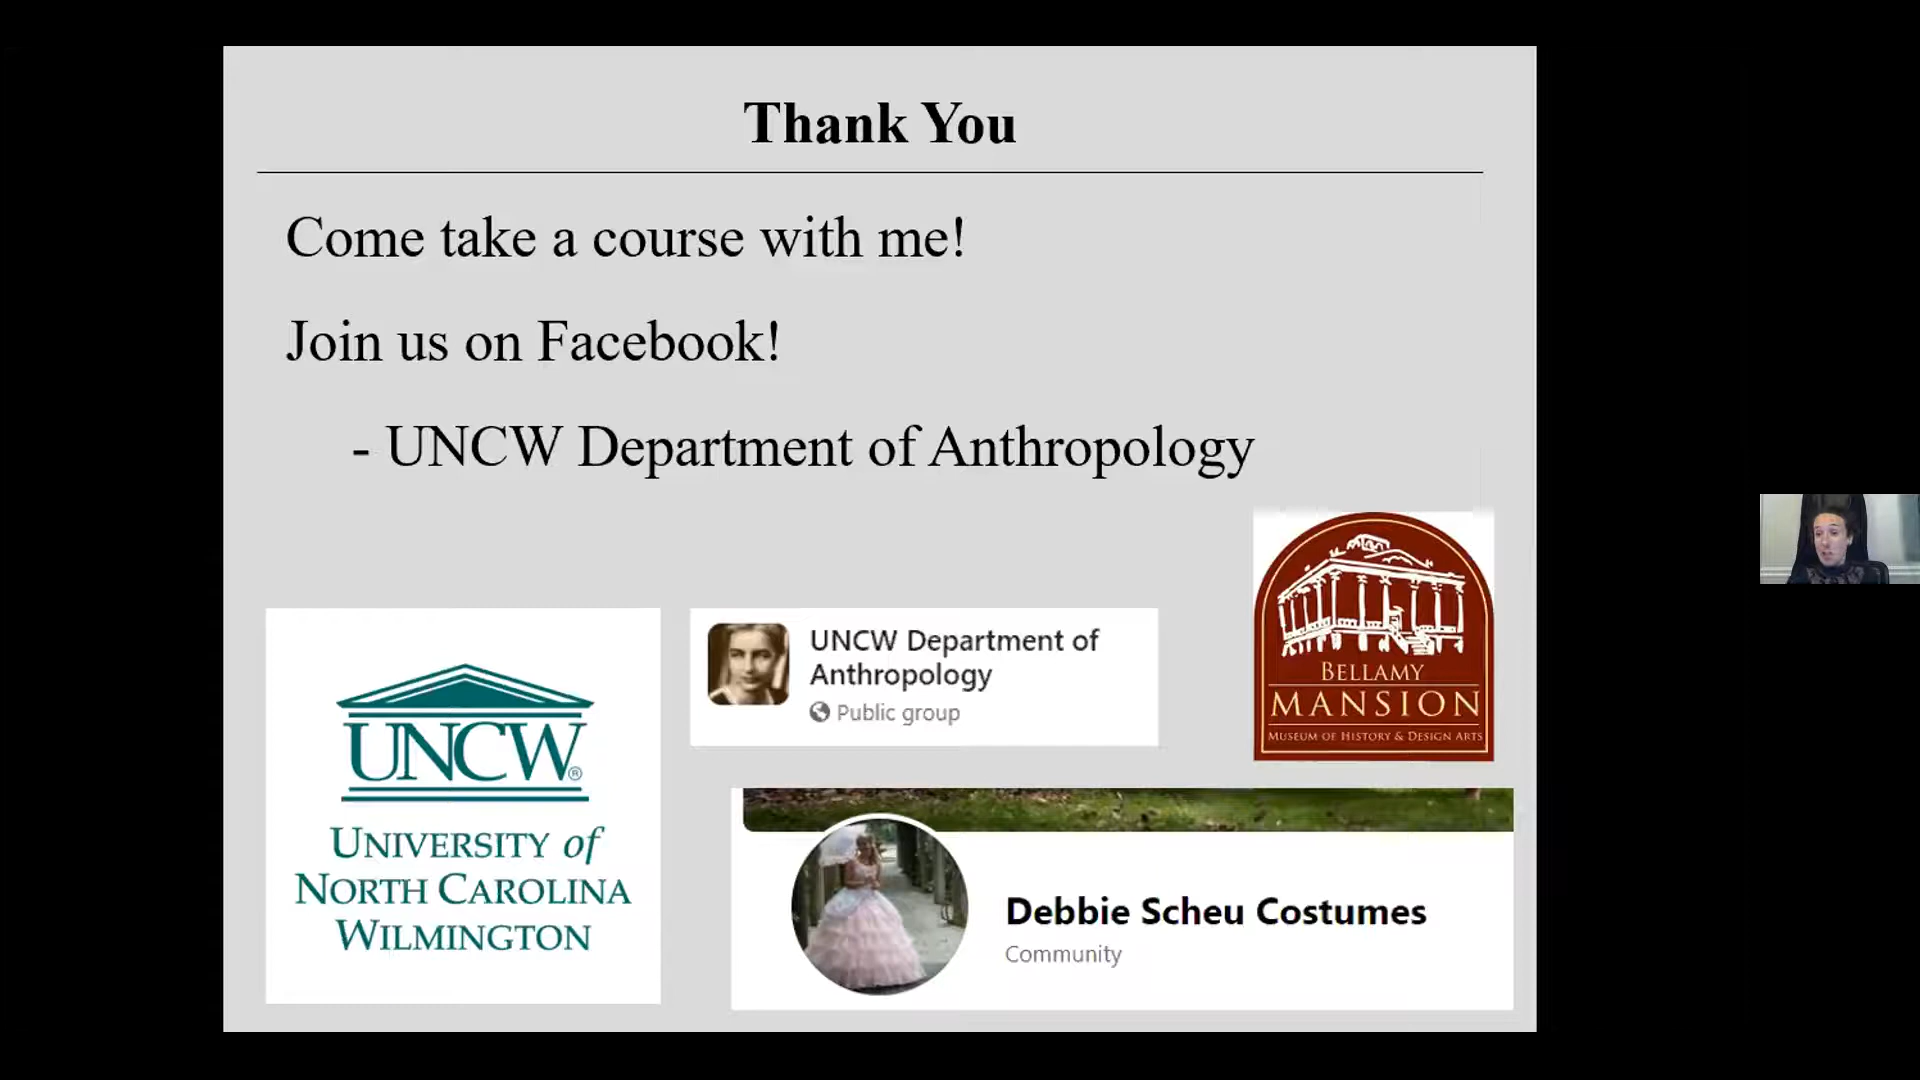 Thank You
Come take a course with me!
Join us on Facebook!
- UNCW Department of Anthropology
UNCW®
UNIVERSITY of
NORTH CAROLINA
WILMINGTON
UNCW Department of
Anthropology
Public group
BELLAMY
MANSION
MUSEUM OF HISTORY & DESIGN ARTS
Debbie Scheu Costumes
Community